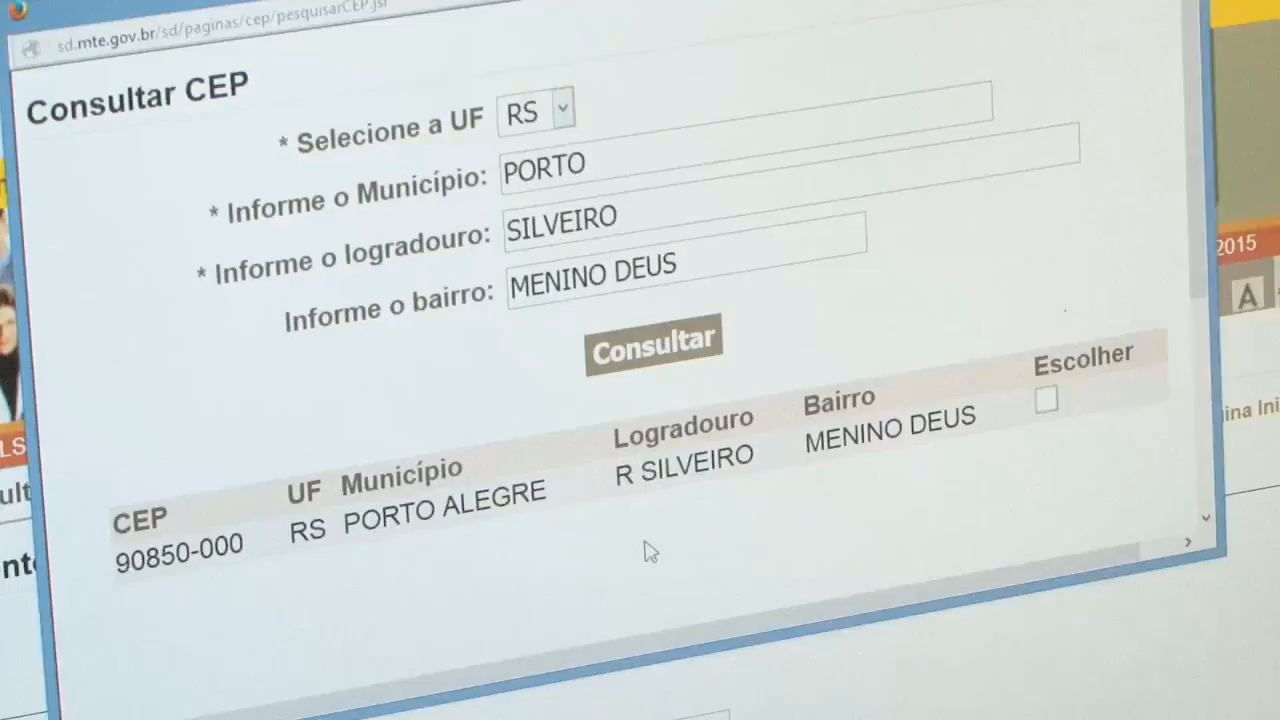 sd.mte.gov.br/sd/paginas/cep/pesquisarCEP.jsf
Consultar CEP
* Selecione a UF RS
* Informe o Município: PORTO
* Informe o logradouro: SILVEIRO
Informe o bairro: MENINO DEUS
Consultar
CEP UF Município Logradouro Bairro Escolher
90850-000 RS PORTO ALEGRE R SILVEIRO MENINO DEUS
2015
A